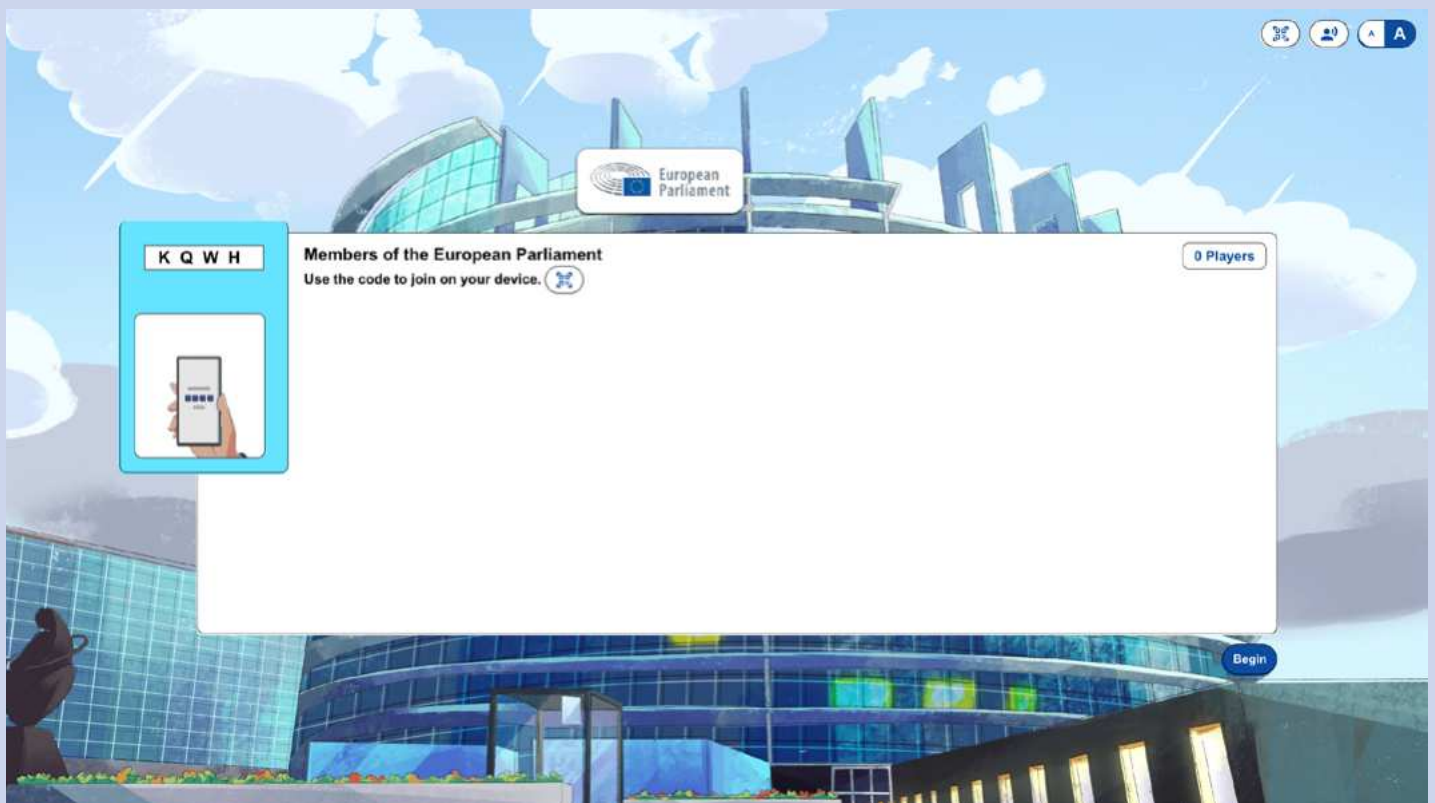 A A
European
Parliament
K Q W H
Members of the European Parliament
0 Players
Use the code to join on your device.
Begin